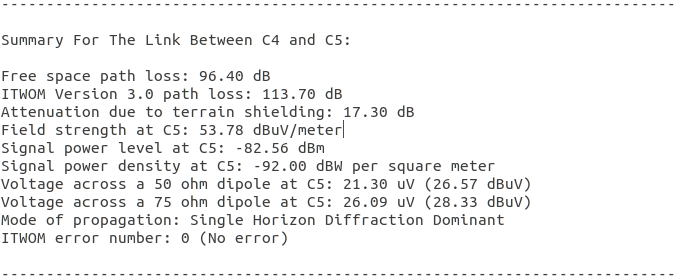 ---------------------------------------------------------------------------
Summary For The Link Between C4 and C5:
Free space path loss: 96.40 dB
ITWOM Version 3.0 path loss: 113.70 dB
Attenuation due to terrain shielding: 17.30 dB
Field strength at C5: 53.78 dBuV/meter
Signal power level at C5: -82.56 dBm
Signal power density at C5: -92.00 dBW per square meter
Voltage across a 50 ohm dipole at C5: 21.30 uV (26.57 dBuV)
Voltage across a 75 ohm dipole at C5: 26.09 uV (28.33 dBuV)
Mode of propagation: Single Horizon Diffraction Dominant
ITWOM error number: 0 (No error)
---------------------------------------------------------------------------